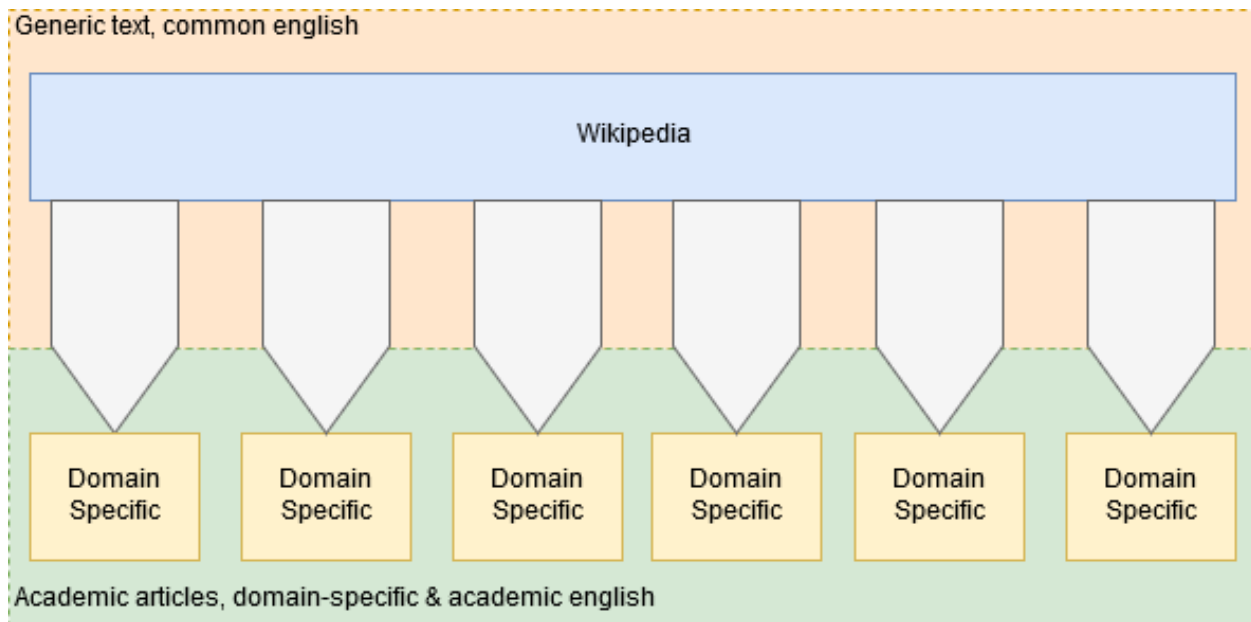 Generic text, common english
Wikipedia
Domain
Specific
Domain
Specific
Domain
Specific
Domain
Specific
Domain
Specific
Domain
Specific
Academic articles, domain-specific & academic english